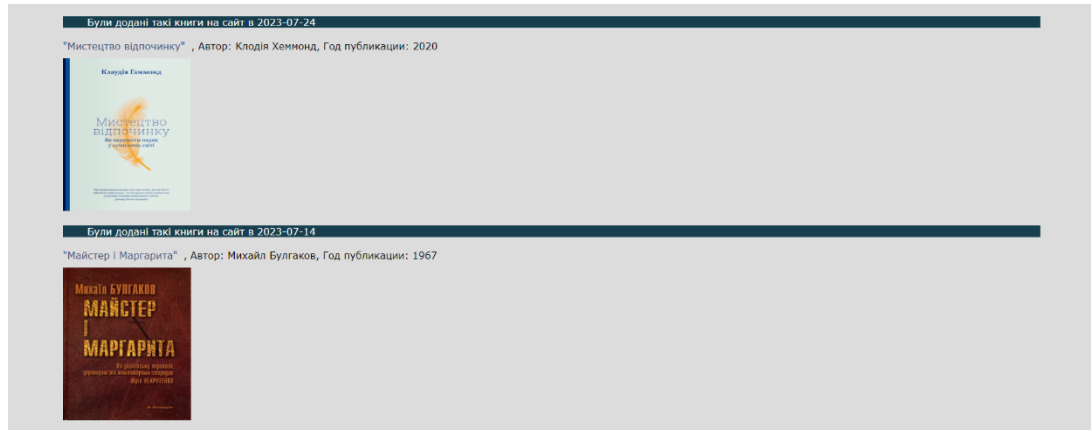 Були додані такі книги на сайт в 2023-07-24
"Мистецтво відпочинку" , Автор: Клодія Хеммонд, Год публикации: 2020
Клаудія Геммонд
Мистецтво
відпочинку
Були додані такі книги на сайт в 2023-07-14
"Майстер і Маргарита" , Автор: Михайл Булгаков, Год публикации: 1967
Михаїл БУЛГАКОВ
МАЙСТЕР
І
МАРГАРИТА